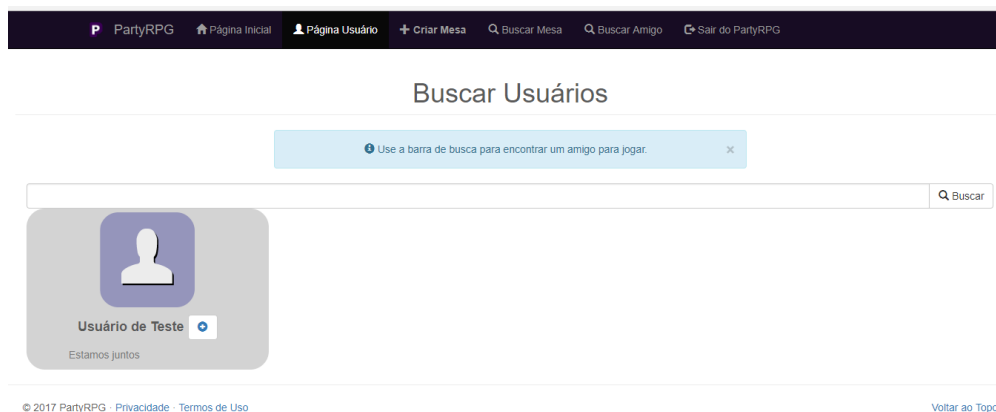 P PartyRPG Página Inicial Página Usuário Criar Mesa Buscar Mesa Buscar Amigo Sair do PartyRPG
Buscar Usuários
Use a barra de busca para encontrar um amigo para jogar. ×
Buscar
Usuário de Teste
Estamos juntos
© 2017 PartyRPG · Privacidade · Termos de Uso Voltar ao Topo